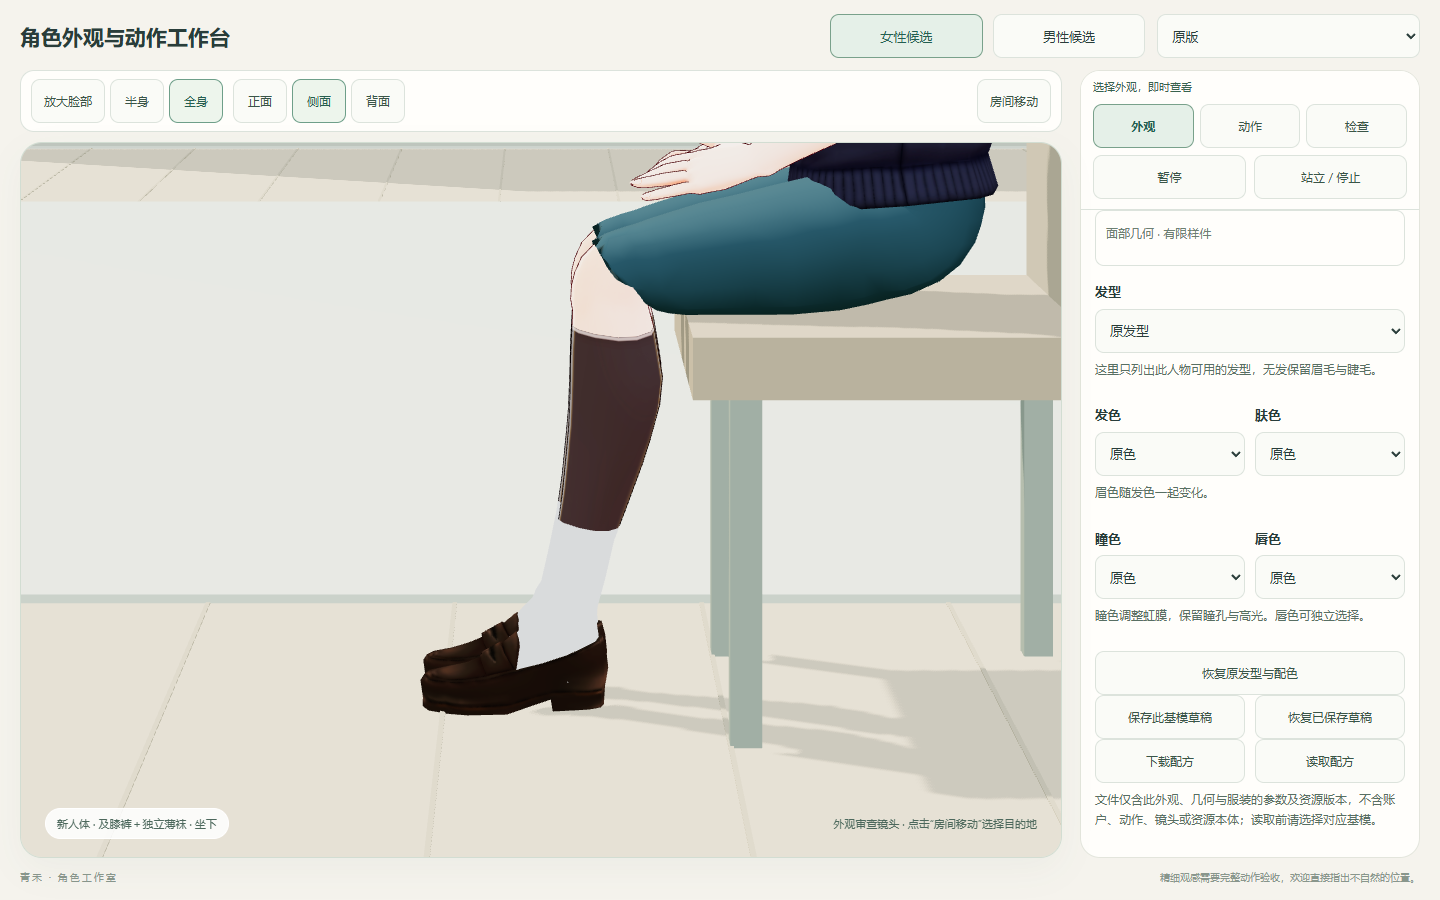 角色外观与动作工作台
女性候选
男性候选
原版
放大脸部
半身
全身
正面
侧面
背面
房间移动
选择外观，即时查看
外观
动作
检查
暂停
站立 / 停止
面部几何 · 有限样件
发型
原发型
这里只列出此人物可用的发型，无发保留眉毛与睫毛。
发色
肤色
原色
原色
眉色随发色一起变化。
瞳色
唇色
原色
原色
瞳色调整虹膜，保留瞳孔与高光。唇色可独立选择。
恢复原发型与配色
保存此基模草稿
恢复已保存草稿
下载配方
读取配方
文件仅含此外观、几何与服装的参数及资源版本，不含账
户、动作、镜头或资源本体；读取前请选择对应基模。
新人体 · 及膝裤 + 独立薄袜 · 坐下
外观审查镜头 · 点击“房间移动”选择目的地
青禾 · 角色工作室
精细观感需要完整动作验收，欢迎直接指出不自然的位置。